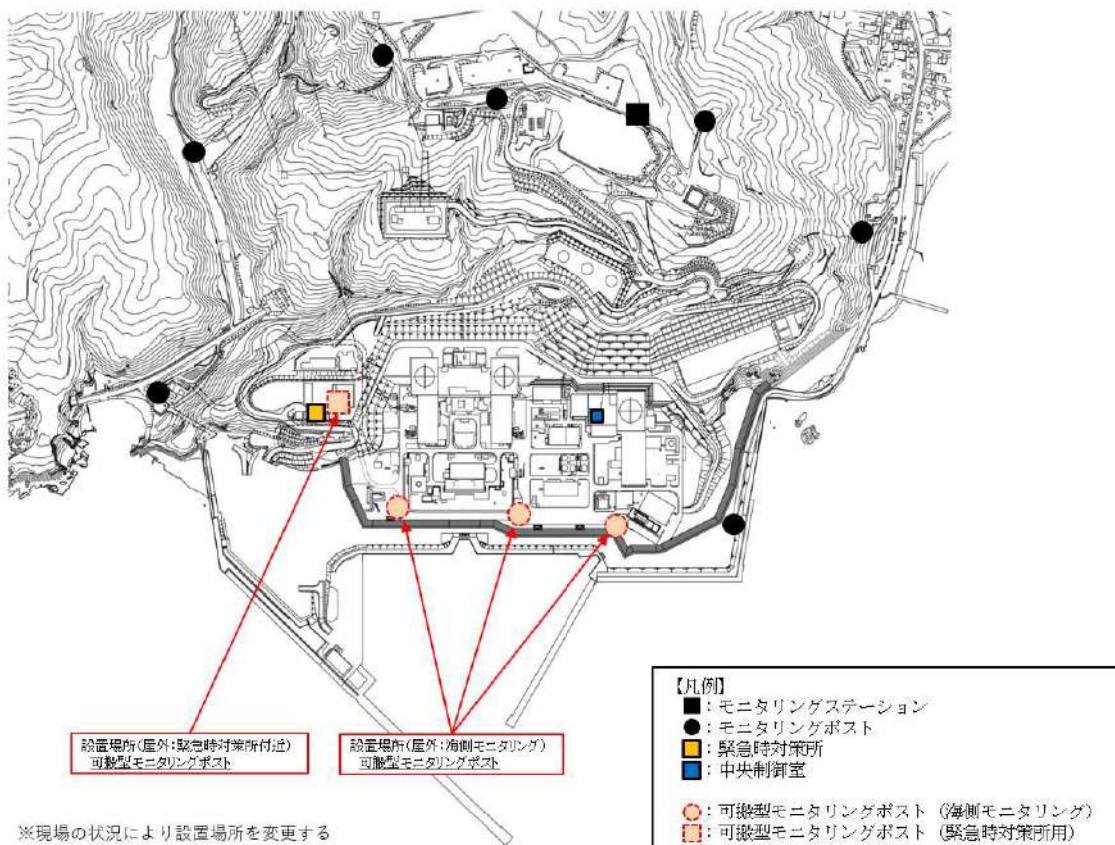 設置場所(屋外:緊急時対策所付近)
可搬型モニタリングポスト
設置場所(屋外:海側モニタリング)
可搬型モニタリングポスト
※現場の状況により設置場所を変更する
【凡例】
■:モニタリングステーション
●:モニタリングポスト
■:緊急時対策所
■:中央制御室
:可搬型モニタリングポスト(海側モニタリング)
:可搬型モニタリングポスト(緊急時対策所用)